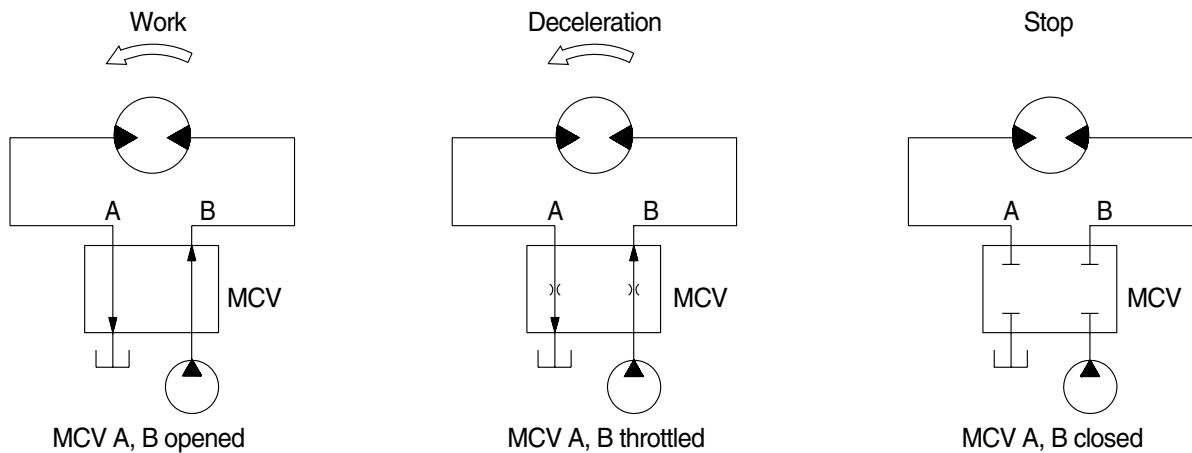 Work
A
B
MCV
MCV A, B opened
Deceleration
A
B
MCV
MCV A, B throttled
Stop
A
B
MCV
MCV A, B closed